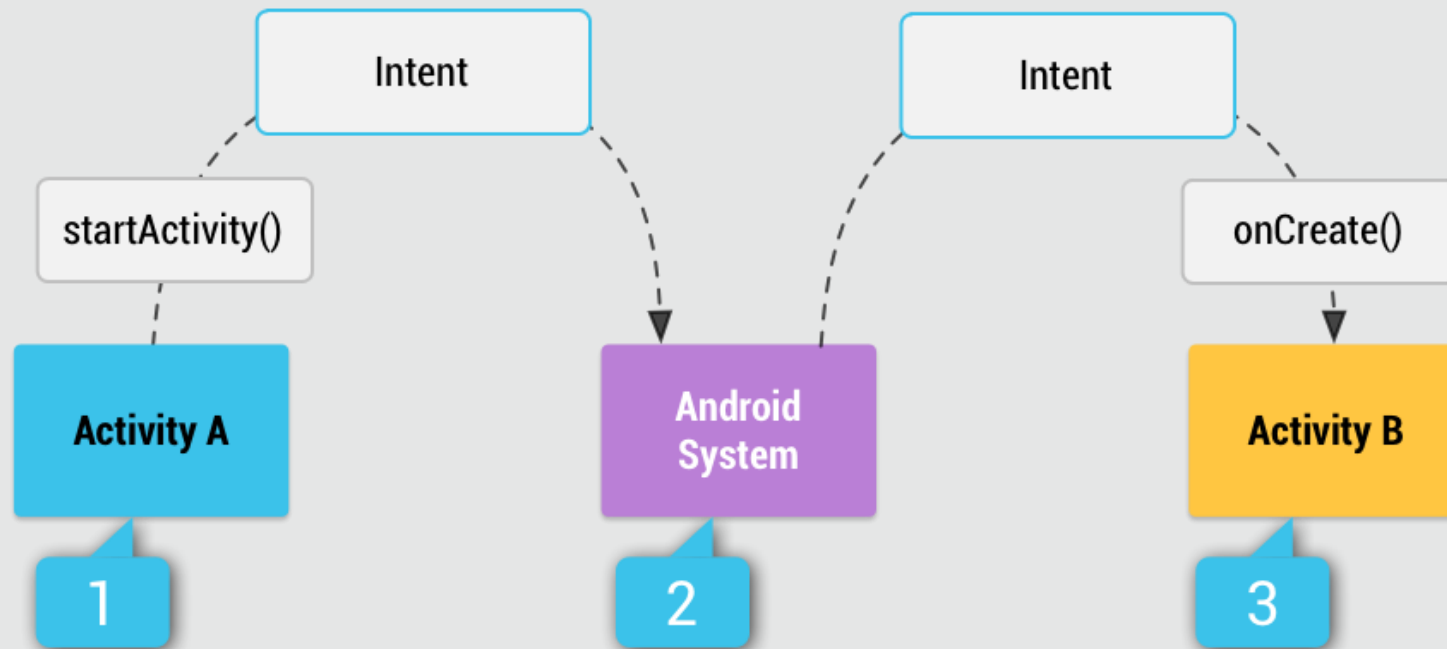 Intent
Intent
startActivity()
onCreate()
Activity A
Android
System
Activity B
1
2
3